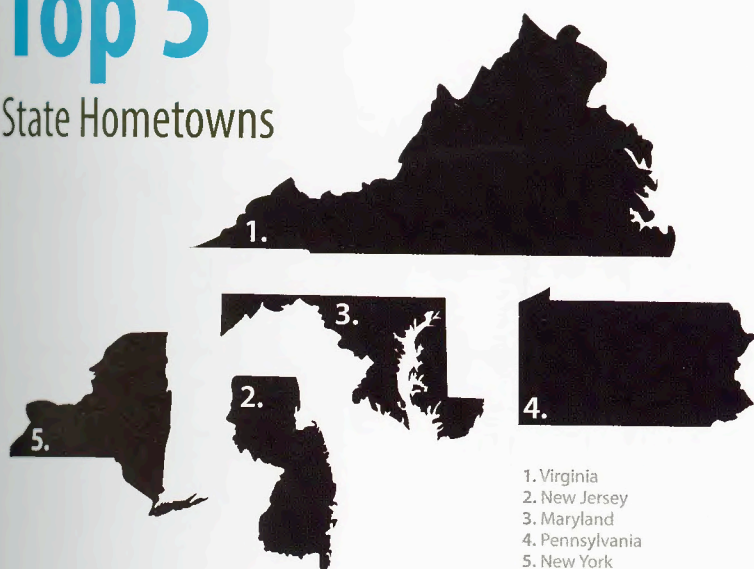 Top 5
State Hometowns
1.
3.
2.
4.
5.
1. Virginia
2. New Jersey
3. Maryland
4. Pennsylvania
5. New York